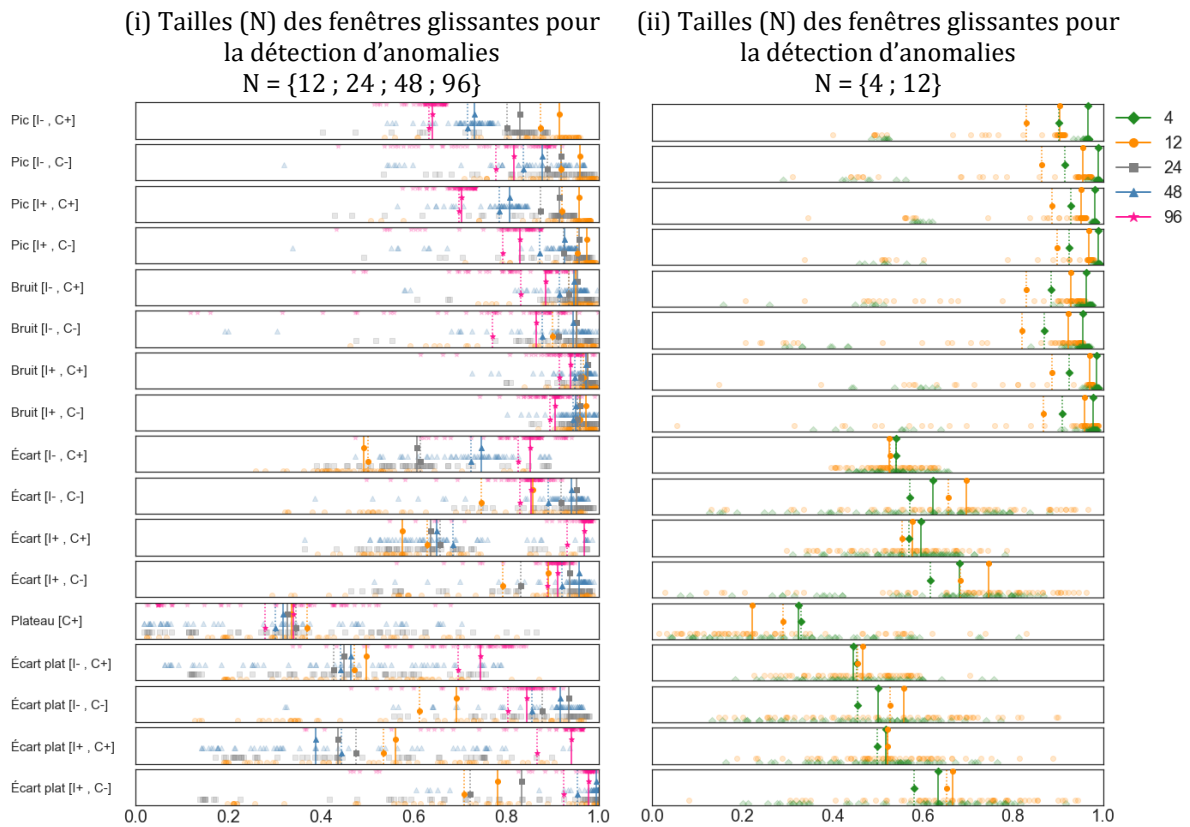 (i) Tailles (N) des fenêtres glissantes pour
la détection d’anomalies
N = {12 ; 24 ; 48 ; 96}
(ii) Tailles (N) des fenêtres glissantes pour
la détection d’anomalies
N = {4 ; 12}
Pic [I- , C+]
Pic [I- , C-]
Pic [I+ , C+]
Pic [I+ , C-]
Bruit [I- , C+]
Bruit [I- , C-]
Bruit [I+ , C+]
Bruit [I+ , C-]
Écart [I- , C+]
Écart [I- , C-]
Écart [I+ , C+]
Écart [I+ , C-]
Plateau [C+]
Écart plat [I- , C+]
Écart plat [I- , C-]
Écart plat [I+ , C+]
Écart plat [I+ , C-]
0.0 0.2 0.4 0.6 0.8 1.0
0.0 0.2 0.4 0.6 0.8 1.0
4
12
24
48
96